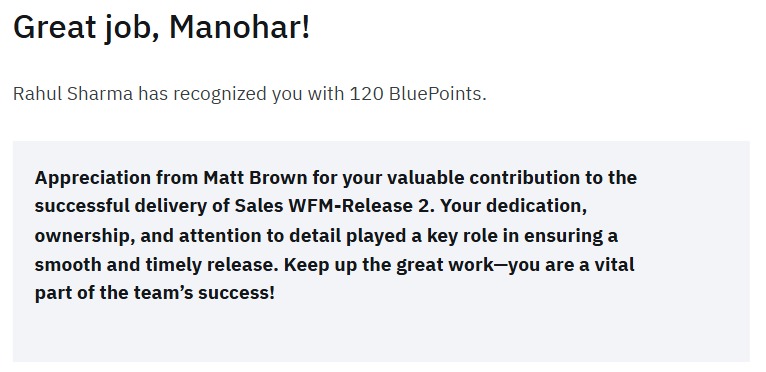 Great job, Manohar!
Rahul Sharma has recognized you with 120 BluePoints.
Appreciation from Matt Brown for your valuable contribution to the
successful delivery of Sales WFM-Release 2. Your dedication,
ownership, and attention to detail played a key role in ensuring a
smooth and timely release. Keep up the great work—you are a vital
part of the team’s success!